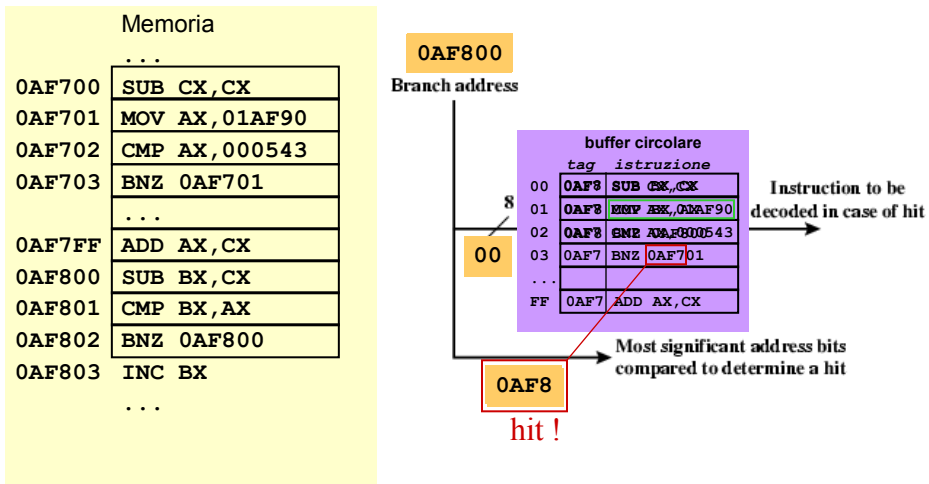 Memoria
...
0AF700 SUB CX,CX
0AF701 MOV AX,01AF90
0AF702 CMP AX,000543
0AF703 BNZ 0AF701
...
0AF7FF ADD AX,CX
0AF800 SUB BX,CX
0AF801 CMP BX,AX
0AF802 BNZ 0AF800
0AF803 INC BX
...
0AF800
Branch address
8
00
buffer circolare
tag istruzione
00 SUB
01
02
03 0AF7 BNZ 0AF701
...
FF 0AF7 ADD AX,CX
Instruction to be
decoded in case of hit
Most significant address bits
compared to determine a hit
0AF8
hit !